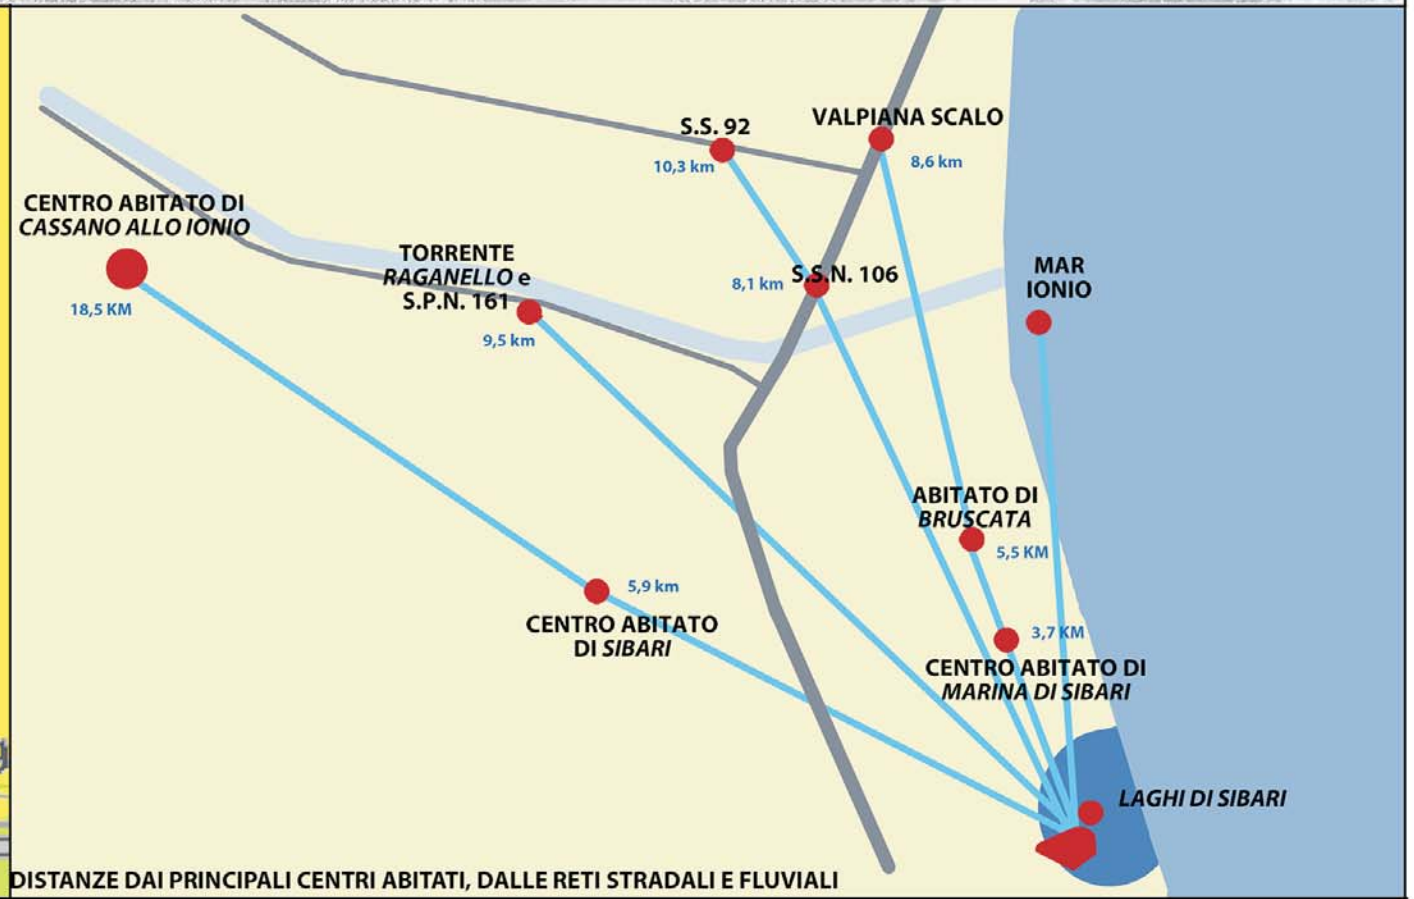 S.S. 92
10,3 km
VALPIANA SCALO
8,6 km
CENTRO ABITATO DI
CASSANO ALLO IONIO
18,5 KM
TORRENTE
RAGANELLO e
S.P.N. 161
9,5 km
8,1 km
S.S.N. 106
MAR
IONIO
ABITATO DI
BRUSCATA
5,5 KM
5,9 km
CENTRO ABITATO
DI SIBARI
3,7 KM
CENTRO ABITATO DI
MARINA DI SIBARI
LAGHI DI SIBARI
DISTANZE DAI PRINCIPALI CENTRI ABITATI, DALLE RETI STRADALI E FLUVIALI